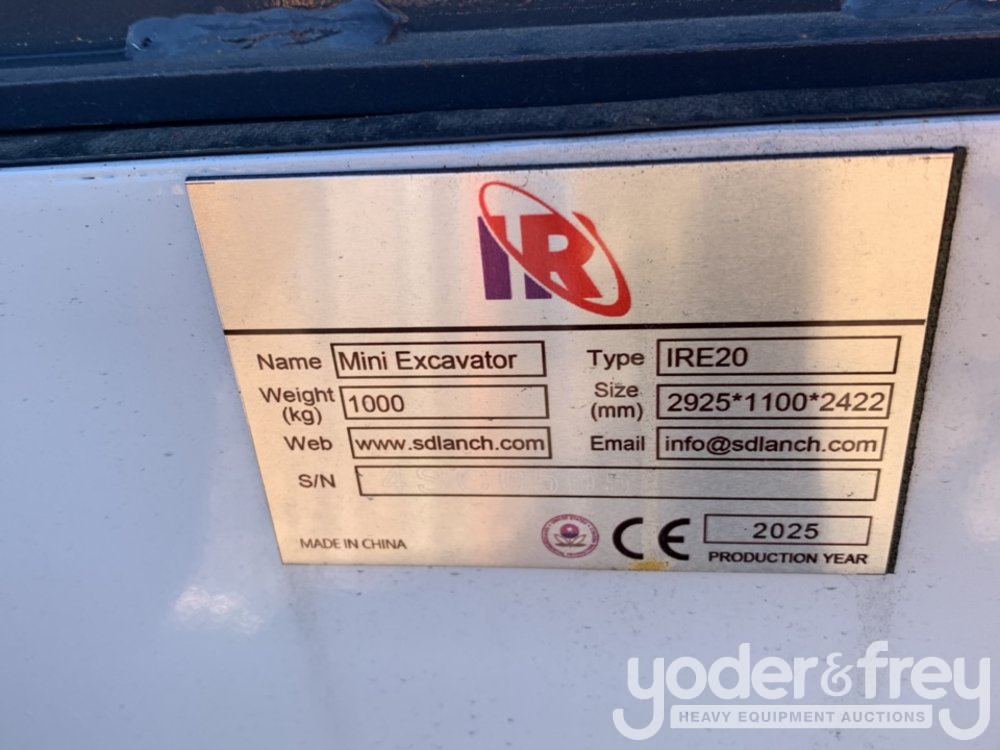 IR
Name Mini Excavator Type IRE20
Weight (kg) 1000 Size (mm) 2925*1100*2422
Web www.sdlanch.com Email info@sdlanch.com
S/N
MADE IN CHINA CE 2025
PRODUCTION YEAR
yoder&frey
HEAVY EQUIPMENT AUCTIONS